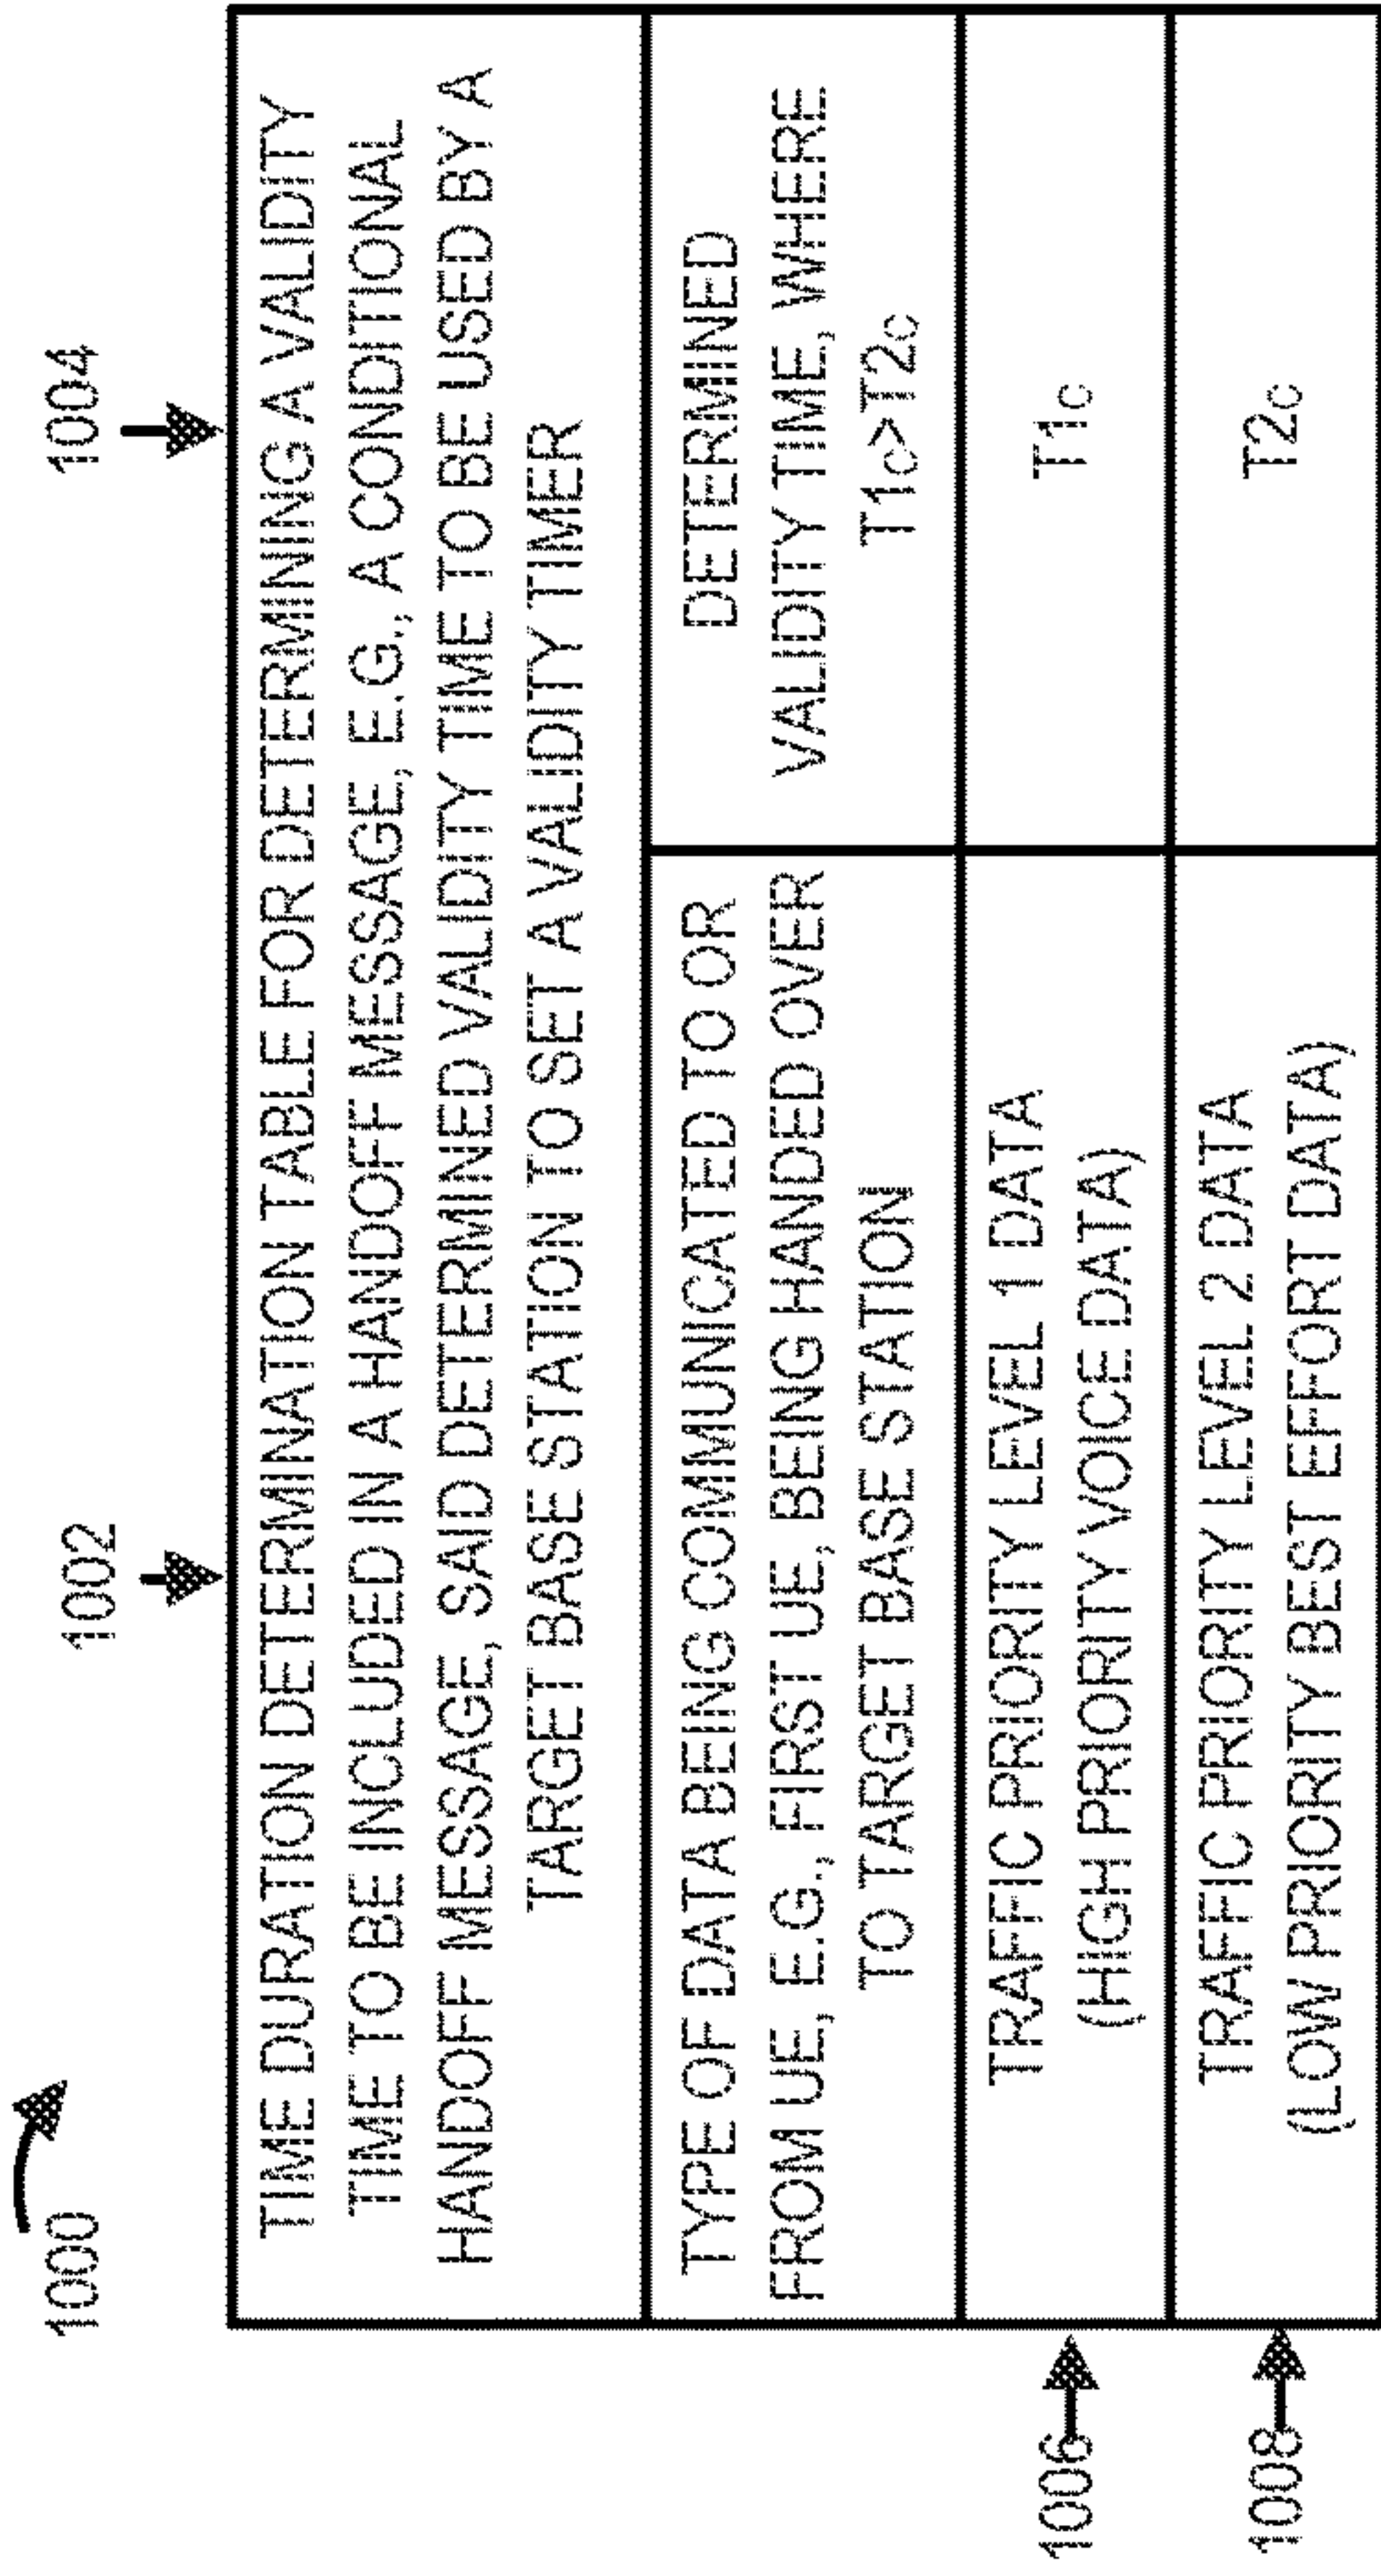 1000
1002
1004
TIME DURATION DETERMINATION TABLE FOR DETERMINING A VALIDITY
TIME TO BE INCLUDED IN A HANDOFF MESSAGE, E.G., A CONDITIONAL
HANDOFF MESSAGE, SAID DETERMINED VALIDITY TIME TO BE USED BY A
TARGET BASE STATION TO SET A VALIDITY TIMER
TYPE OF DATA BEING COMMUNICATED TO OR
FROM UE, E.G., FIRST UE, BEING HANDED OVER
TO TARGET BASE STATION
DETERMINED
VALIDITY TIME, WHERE
T1C>T2C
1006
TRAFFIC PRIORITY LEVEL 1 DATA
(HIGH PRIORITY VOICE DATA)
T1C
1008
TRAFFIC PRIORITY LEVEL 2 DATA
(LOW PRIORITY BEST EFFORT DATA)
T2C